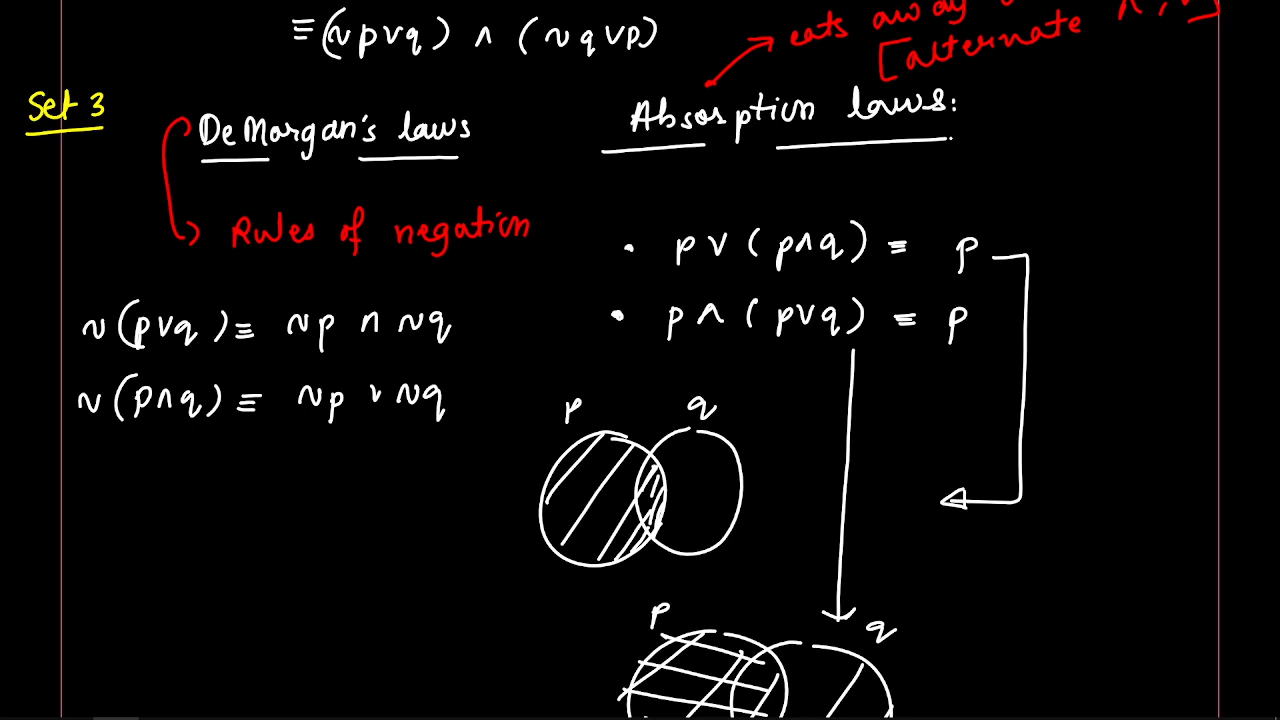 ≡ (~p∨q) ∧ (~q∨p)
eats away
[alternate ∧, ∨]
Set 3
De Morgan's laws
Absorption laws:
Rules of negation
• p ∨ (p∧q) ≡ p
• p ∧ (p∨q) ≡ p
~(p∨q) ≡ ~p ∧ ~q
~(p∧q) ≡ ~p ∨ ~q
p q
p q